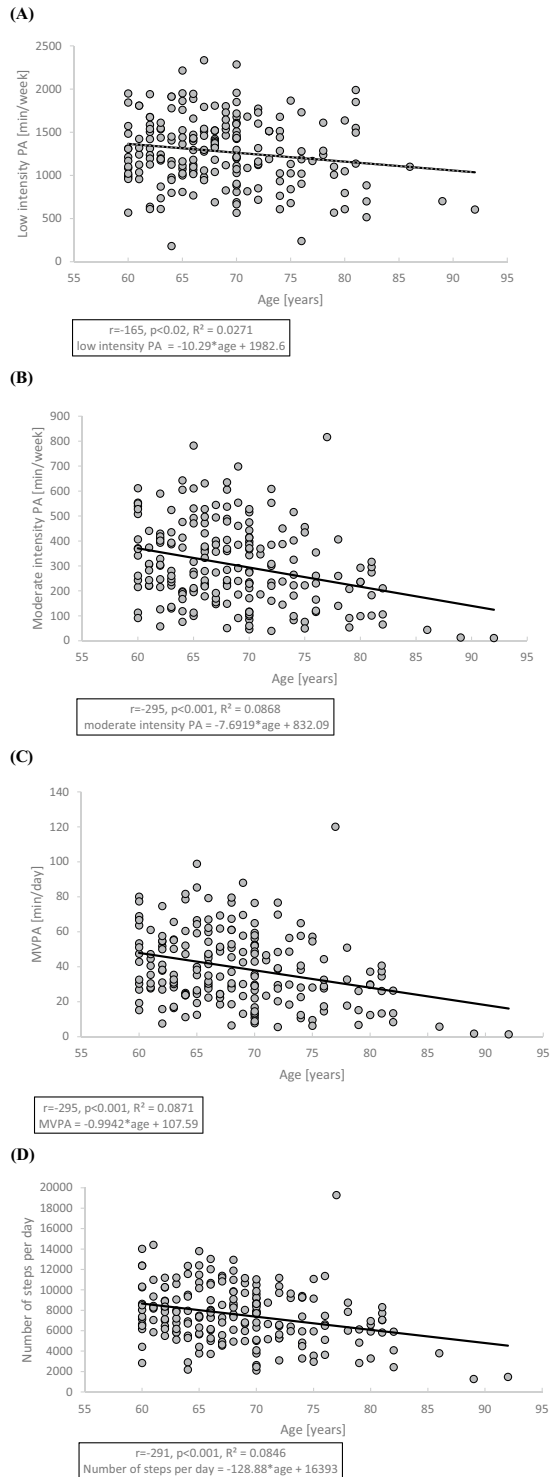 (A)
2500
2000
1500
1000
500
0
Low intensity PA [min/week]
55 60 65 70 75 80 85 90 95
Age [years]
r=-165, p<0.02, R² = 0.0271
low intensity PA = -10.29*age + 1982.6
(B)
900
800
700
600
500
400
300
200
100
0
Moderate intensity PA [min/week]
55 60 65 70 75 80 85 90 95
Age [years]
r=-295, p<0.001, R² = 0.0868
moderate intensity PA = -7.6919*age + 832.09
(C)
140
120
100
80
60
40
20
0
MVPA [min/day]
55 60 65 70 75 80 85 90 95
Age [years]
r=-295, p<0.001, R² = 0.0871
MVPA = -0.9942*age + 107.59
(D)
20000
18000
16000
14000
12000
10000
8000
6000
4000
2000
0
Number of steps per day
55 60 65 70 75 80 85 90 95
Age [years]
r=-291, p<0.001, R² = 0.0846
Number of steps per day = -128.88*age + 16393